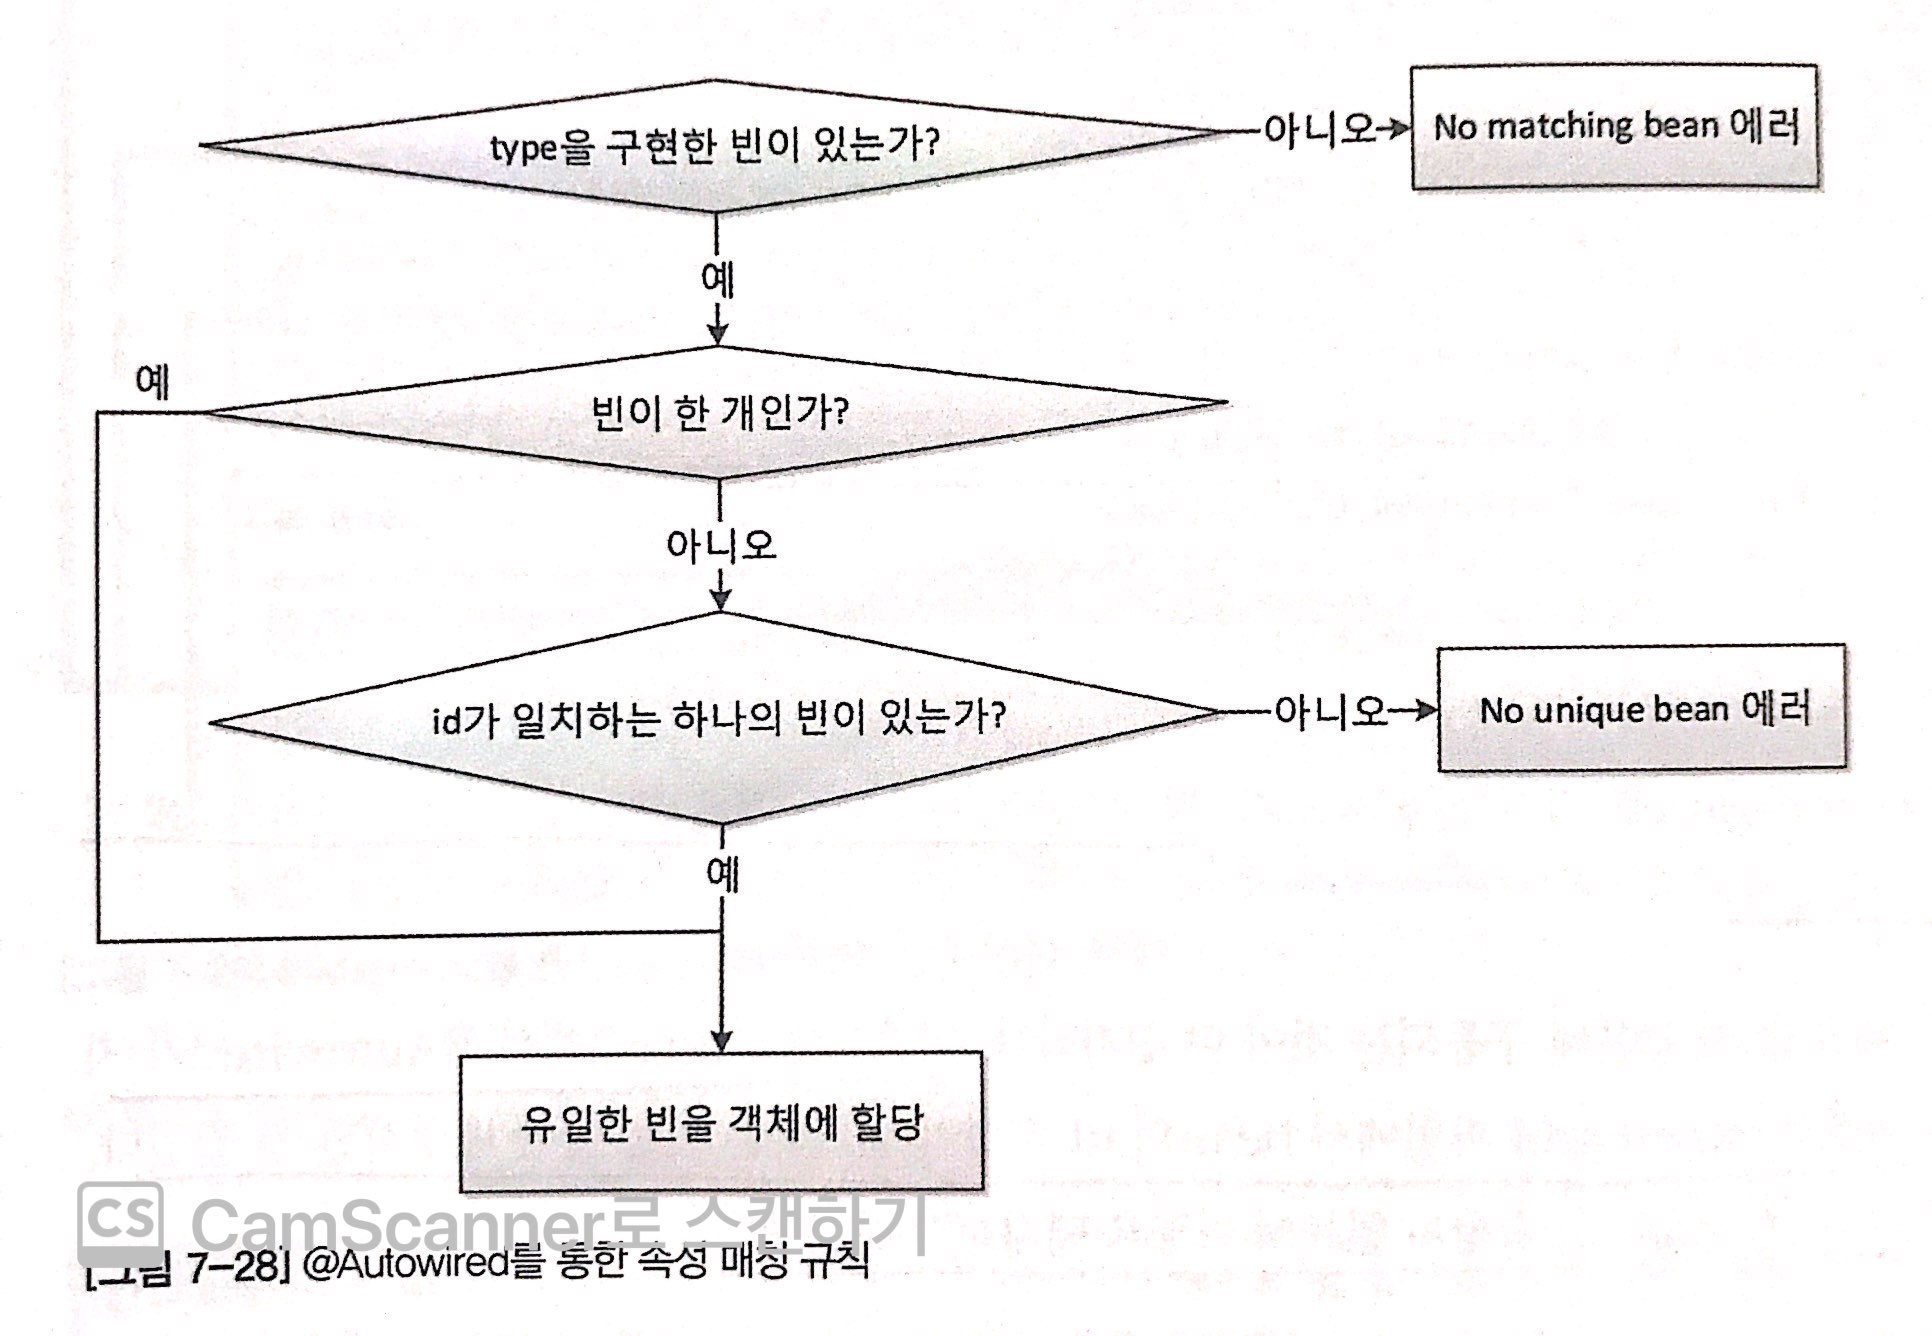 type을 구현한 빈이 있는가?
아니오
No matching bean 에러
예
예
빈이 한 개인가?
아니오
id가 일치하는 하나의 빈이 있는가?
아니오
No unique bean 에러
예
유일한 빈을 객체에 할당
CS CamScanner로 스캔하기
[그림 7-28] @Autowired를 통한 속성 매칭 규칙